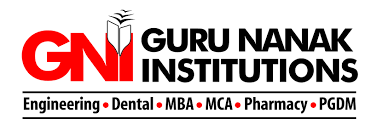 GNI GURU NANAK
INSTITUTIONS
Engineering • Dental • MBA • MCA • Pharmacy • PGDM